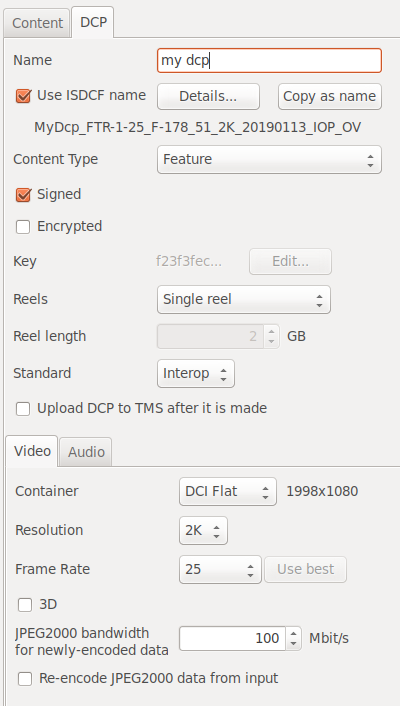 Content DCP
Name my dcp
Use ISDCF name Details... Copy as name
MyDcp_FTR-1-25_F-178_51_2K_20190113_IOP_OV
Content Type Feature
Signed
Encrypted
Key f23f3fec... Edit...
Reels Single reel
Reel length 2 GB
Standard Interop
Upload DCP to TMS after it is made
Video Audio
Container DCI Flat 1998x1080
Resolution 2K
Frame Rate 25 Use best
3D
JPEG2000 bandwidth
for newly-encoded data 100 Mbit/s
Re-encode JPEG2000 data from input